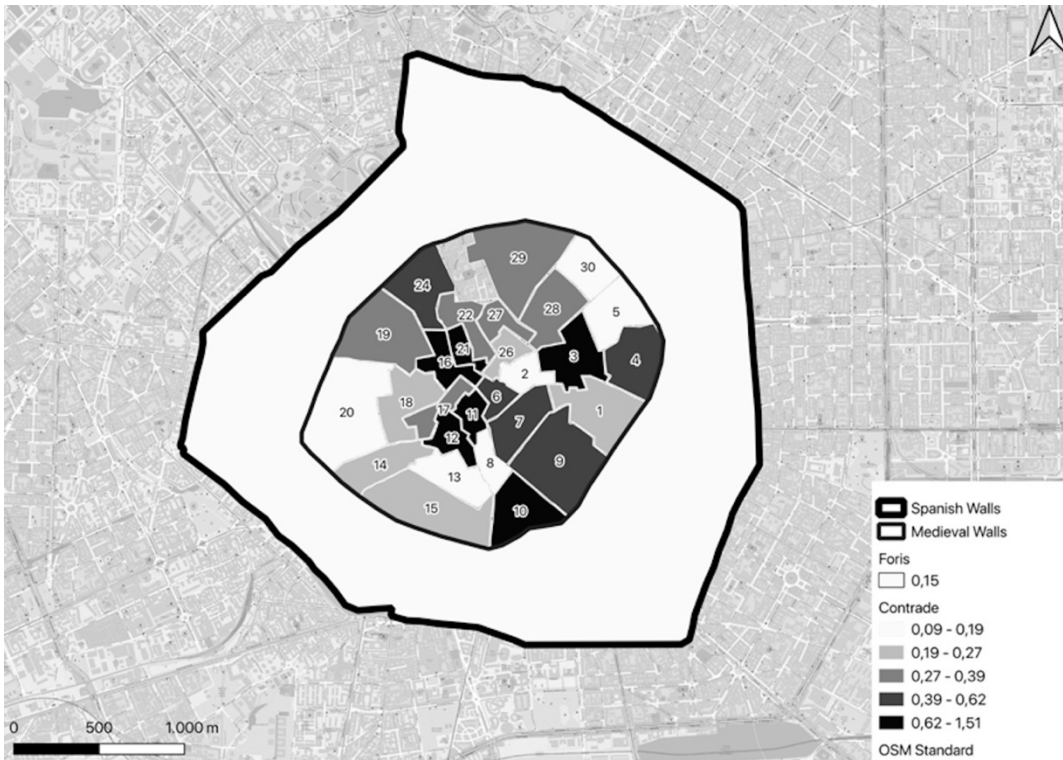 29
30
24
22
27
28
5
19
21
26
3
4
16
2
18
17
6
20
11
7
1
12
14
13
8
9
15
10
Spanish Walls
Medieval Walls
Foris
0,15
Contrade
0,09 - 0,19
0,19 - 0,27
0,27 - 0,39
0,39 - 0,62
0,62 - 1,51
OSM Standard
0 500 1.000 m